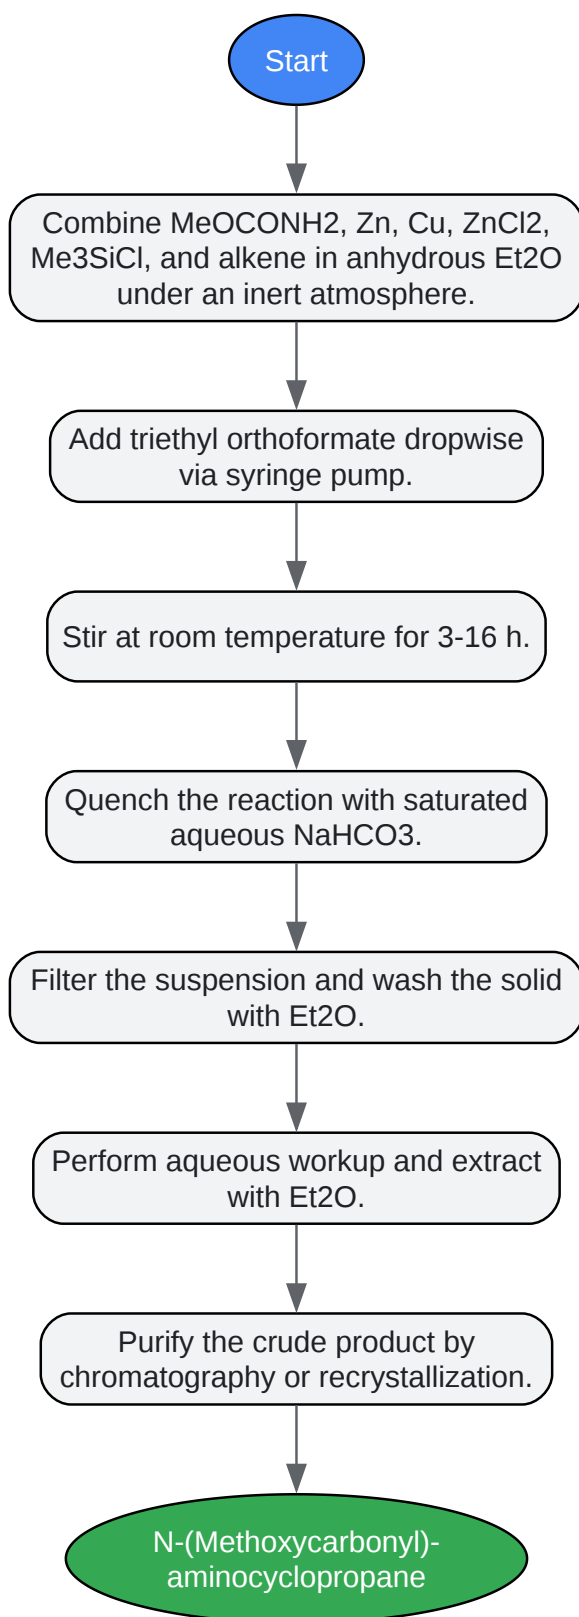 Start
Combine MeOCONH2, Zn, Cu, ZnCl2,
Me3SiCl, and alkene in anhydrous Et2O
under an inert atmosphere.
Add triethyl orthoformate dropwise
via syringe pump.
Stir at room temperature for 3-16 h.
Quench the reaction with saturated
aqueous NaHCO3.
Filter the suspension and wash the solid
with Et2O.
Perform aqueous workup and extract
with Et2O.
Purify the crude product by
chromatography or recrystallization.
N-(Methoxycarbonyl)-
aminocyclopropane